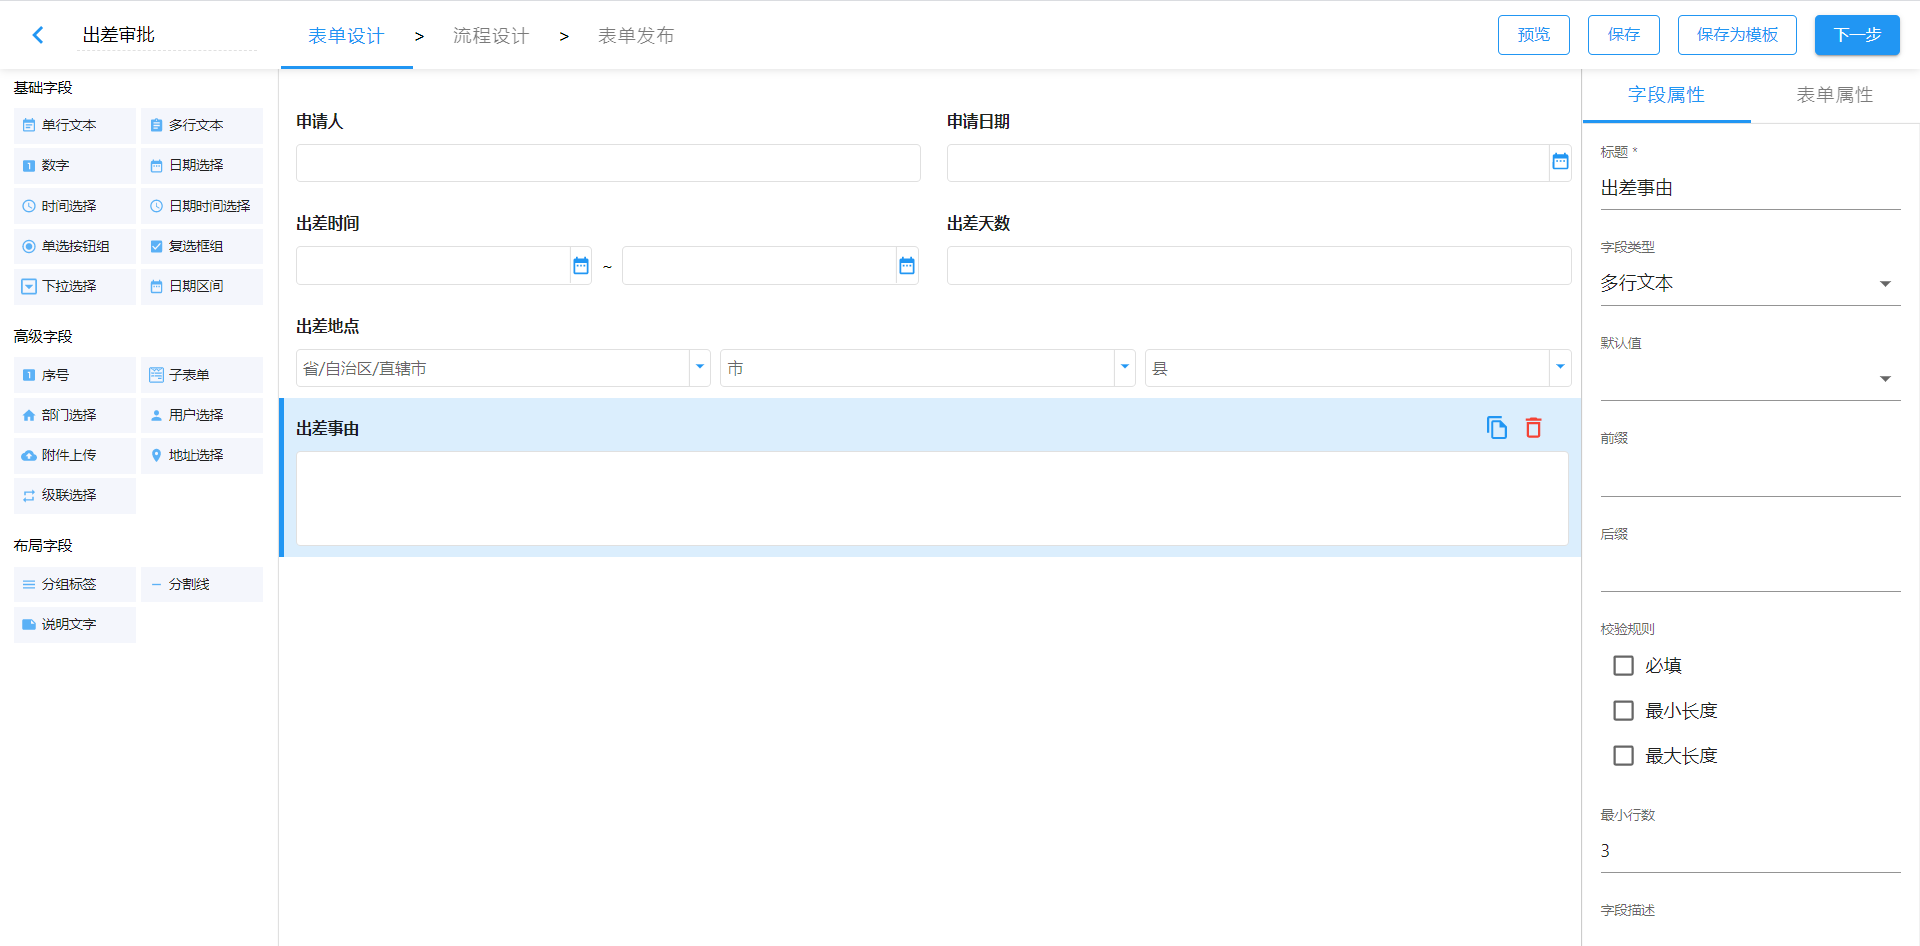 出差审批
表单设计 > 流程设计 > 表单发布
预览 保存 保存为模板 下一步
基础字段
单行文本 多行文本
数字 日期选择
时间选择 日期时间选择
单选按钮组 复选框组
下拉选择 日期区间
高级字段
序号 子表单
部门选择 用户选择
附件上传 地址选择
级联选择
布局字段
分组标签 分割线
说明文字
申请人 申请日期
出差时间 出差天数
~
出差地点
省/自治区/直辖市 市 县
出差事由
字段属性 表单属性
标题 *
出差事由
字段类型
多行文本
默认值
前缀
后缀
校验规则
必填
最小长度
最大长度
最小行数
3
字段描述